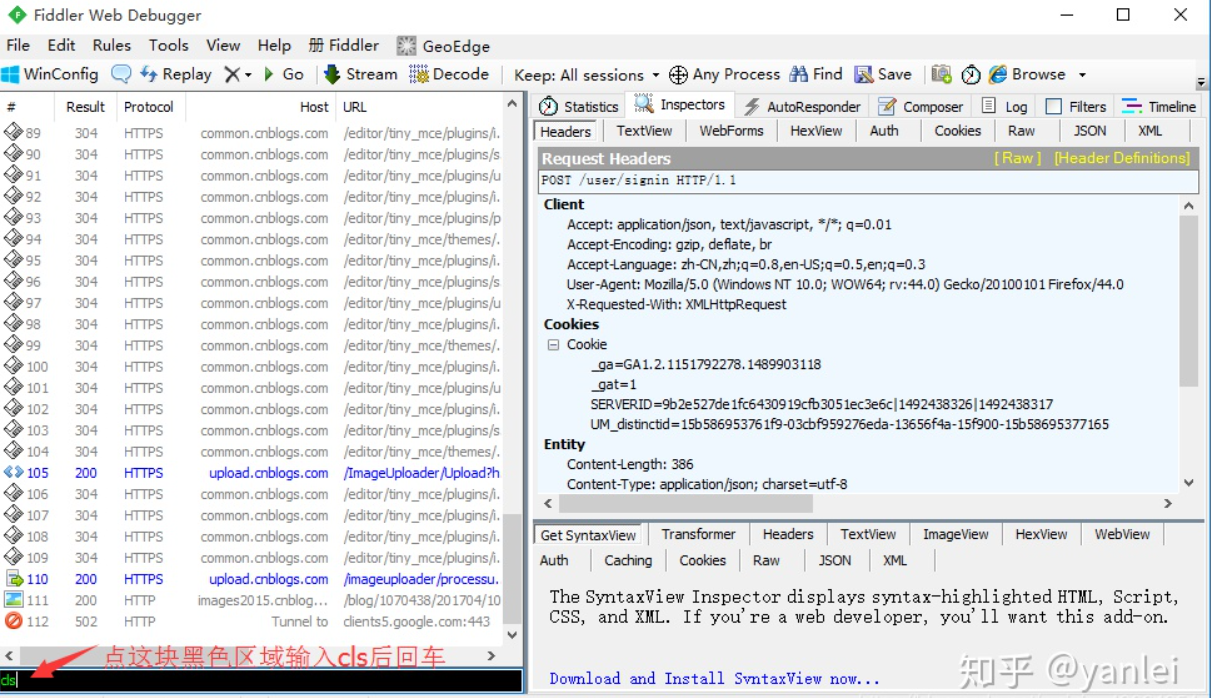 Fiddler Web Debugger
File Edit Rules Tools View Help 册 Fiddler GeoEdge
WinConfig Replay Go Stream Decode Keep: All sessions Any Process Find Save Browse
# Result Protocol Host URL
89 304 HTTPS common.cnblogs.com /editor/tiny_mce/plugins/i.
90 304 HTTPS common.cnblogs.com /editor/tiny_mce/plugins/s
91 304 HTTPS common.cnblogs.com /editor/tiny_mce/plugins/u
92 304 HTTPS common.cnblogs.com /editor/tiny_mce/plugins/i.
93 304 HTTPS common.cnblogs.com /editor/tiny_mce/plugins/p
94 304 HTTPS common.cnblogs.com /editor/tiny_mce/themes/.
95 304 HTTPS common.cnblogs.com /editor/tiny_mce/plugins/i.
96 304 HTTPS common.cnblogs.com /editor/tiny_mce/plugins/s
97 304 HTTPS common.cnblogs.com /editor/tiny_mce/plugins/u
98 304 HTTPS common.cnblogs.com /editor/tiny_mce/plugins/i.
99 304 HTTPS common.cnblogs.com /editor/tiny_mce/themes/.
100 304 HTTPS common.cnblogs.com /editor/tiny_mce/plugins/i.
101 304 HTTPS common.cnblogs.com /editor/tiny_mce/plugins/u
102 304 HTTPS common.cnblogs.com /editor/tiny_mce/plugins/i.
103 304 HTTPS common.cnblogs.com /editor/tiny_mce/plugins/s
104 304 HTTPS common.cnblogs.com /editor/tiny_mce/themes/.
105 200 HTTPS upload.cnblogs.com /ImageUploader/Upload?h
106 304 HTTPS common.cnblogs.com /editor/tiny_mce/plugins/i.
107 304 HTTPS common.cnblogs.com /editor/tiny_mce/plugins/i.
108 304 HTTPS common.cnblogs.com /editor/tiny_mce/plugins/i.
109 304 HTTPS common.cnblogs.com /editor/tiny_mce/plugins/i.
110 200 HTTPS upload.cnblogs.com /imageuploader/processu.
111 200 HTTP images2015.cnblog... /blog/1070438/201704/10
112 502 HTTP Tunnel to clients5.google.com:443
点这块黑色区域输入cls后回车
cls
Statistics Inspectors AutoResponder Composer Log Filters Timeline
Headers TextView WebForms HexView Auth Cookies Raw JSON XML
Request Headers [ Raw ] [Header Definitions]
POST /user/signin HTTP/1.1
Client
Accept: application/json, text/javascript, */*; q=0.01
Accept-Encoding: gzip, deflate, br
Accept-Language: zh-CN,zh;q=0.8,en-US;q=0.5,en;q=0.3
User-Agent: Mozilla/5.0 (Windows NT 10.0; WOW64; rv:44.0) Gecko/20100101 Firefox/44.0
X-Requested-With: XMLHttpRequest
Cookies
Cookie
_ga=GA1.2.1151792278.1489903118
_gat=1
SERVERID=9b2e527de1fc6430919cfb3051ec3e6c|1492438326|1492438317
UM_distinctid=15b586953761f9-03cbf959276eda-13656f4a-15f900-15b58695377165
Entity
Content-Length: 386
Content-Type: application/json; charset=utf-8
Get SyntaxView Transformer Headers TextView ImageView HexView WebView
Auth Caching Cookies Raw JSON XML
The SyntaxView Inspector displays syntax-highlighted HTML, Script,
CSS, and XML. If you're a web developer, you'll want this add-on.
Download and Install SyntaxView now...
知乎 @yanlei